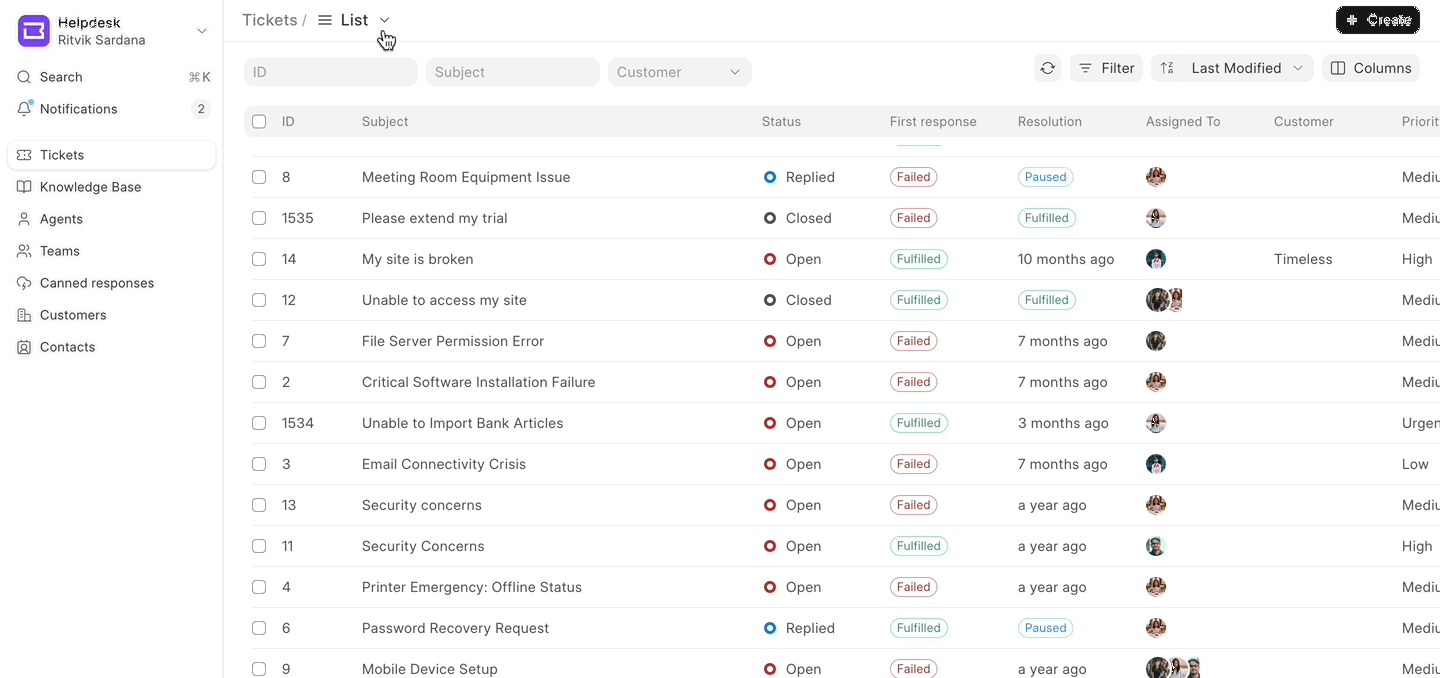 Helpdesk
Ritvik Sardana
Search ⌘K
Notifications 2
Tickets
Knowledge Base
Agents
Teams
Canned responses
Customers
Contacts
Tickets / List
Create
ID Subject Customer
Filter Last Modified Columns
ID Subject Status First response Resolution Assigned To Customer Priorit
8 Meeting Room Equipment Issue Replied Failed Paused Mediu
1535 Please extend my trial Closed Failed Fulfilled Mediu
14 My site is broken Open Fulfilled 10 months ago Timeless High
12 Unable to access my site Closed Fulfilled Fulfilled Mediu
7 File Server Permission Error Open Failed 7 months ago Mediu
2 Critical Software Installation Failure Open Failed 7 months ago Mediu
1534 Unable to Import Bank Articles Open Fulfilled 3 months ago Urgen
3 Email Connectivity Crisis Open Failed 7 months ago Low
13 Security concerns Open Failed a year ago Mediu
11 Security Concerns Open Fulfilled a year ago High
4 Printer Emergency: Offline Status Open Failed a year ago Mediu
6 Password Recovery Request Replied Fulfilled Paused Mediu
9 Mobile Device Setup Open Failed a year ago Mediu